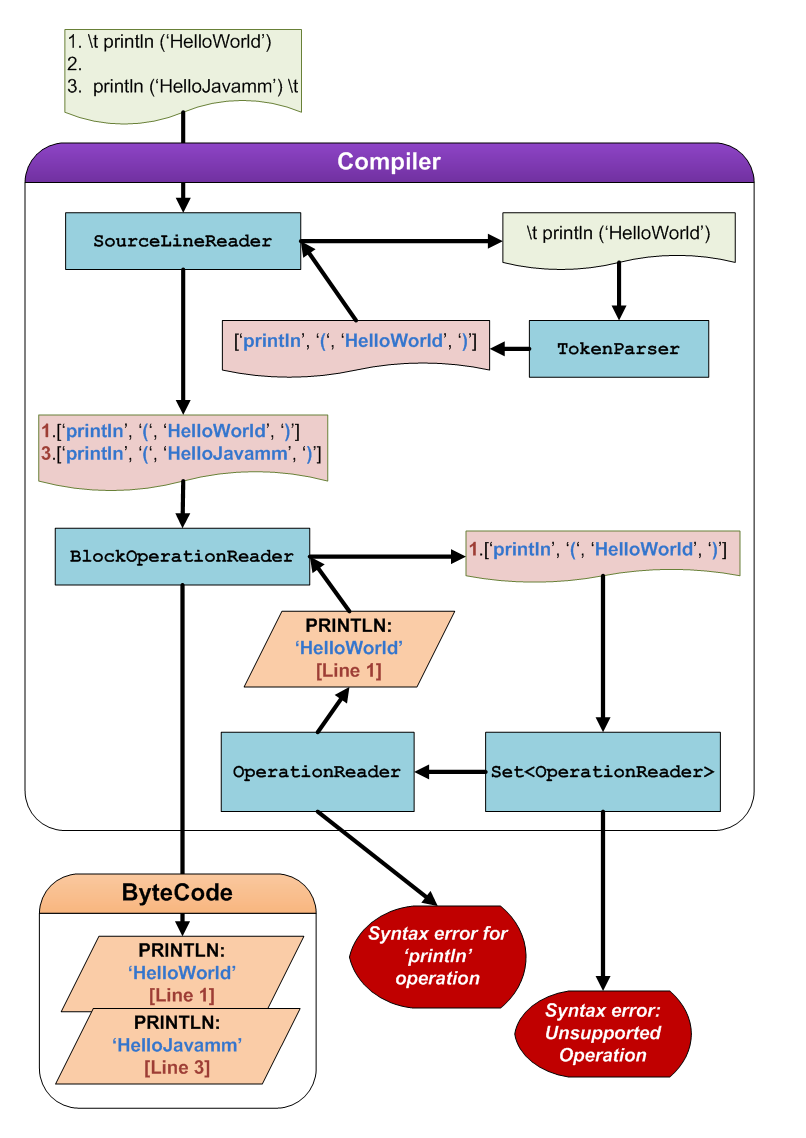 1. \t println (‘HelloWorld’)
2.
3. println (‘HelloJavamm’) \t
Compiler
SourceLineReader
\t println (‘HelloWorld’)
[‘println’, ‘(‘, ‘HelloWorld’, ‘)’]
TokenParser
1.[‘println’, ‘(‘, ‘HelloWorld’, ‘)’]
3.[‘println’, ‘(‘, ‘HelloJavamm’, ‘)’]
BlockOperationReader
1.[‘println’, ‘(‘, ‘HelloWorld’, ‘)’]
PRINTLN:
‘HelloWorld’
[Line 1]
OperationReader
Set<OperationReader>
ByteCode
PRINTLN:
‘HelloWorld’
[Line 1]
PRINTLN:
‘HelloJavamm’
[Line 3]
Syntax error for
‘println’
operation
Syntax error:
Unsupported
Operation